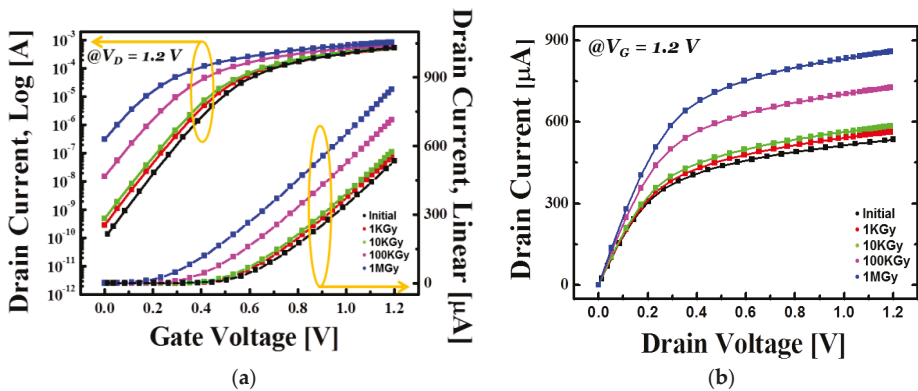 @V_D = 1.2 V
Drain Current, Log [A]
10^-3
10^-4
10^-5
10^-6
10^-7
10^-8
10^-9
10^-10
10^-11
10^-12
0.0 0.2 0.4 0.6 0.8 1.0 1.2
Gate Voltage [V]
900
600
300
0
Drain Current, Linear [µA]
Initial
1KGy
10KGy
100KGy
1MGy
(a)
@V_G = 1.2 V
Drain Current [µA]
900
600
300
0
0.0 0.2 0.4 0.6 0.8 1.0 1.2
Drain Voltage [V]
Initial
1KGy
10KGy
100KGy
1MGy
(b)